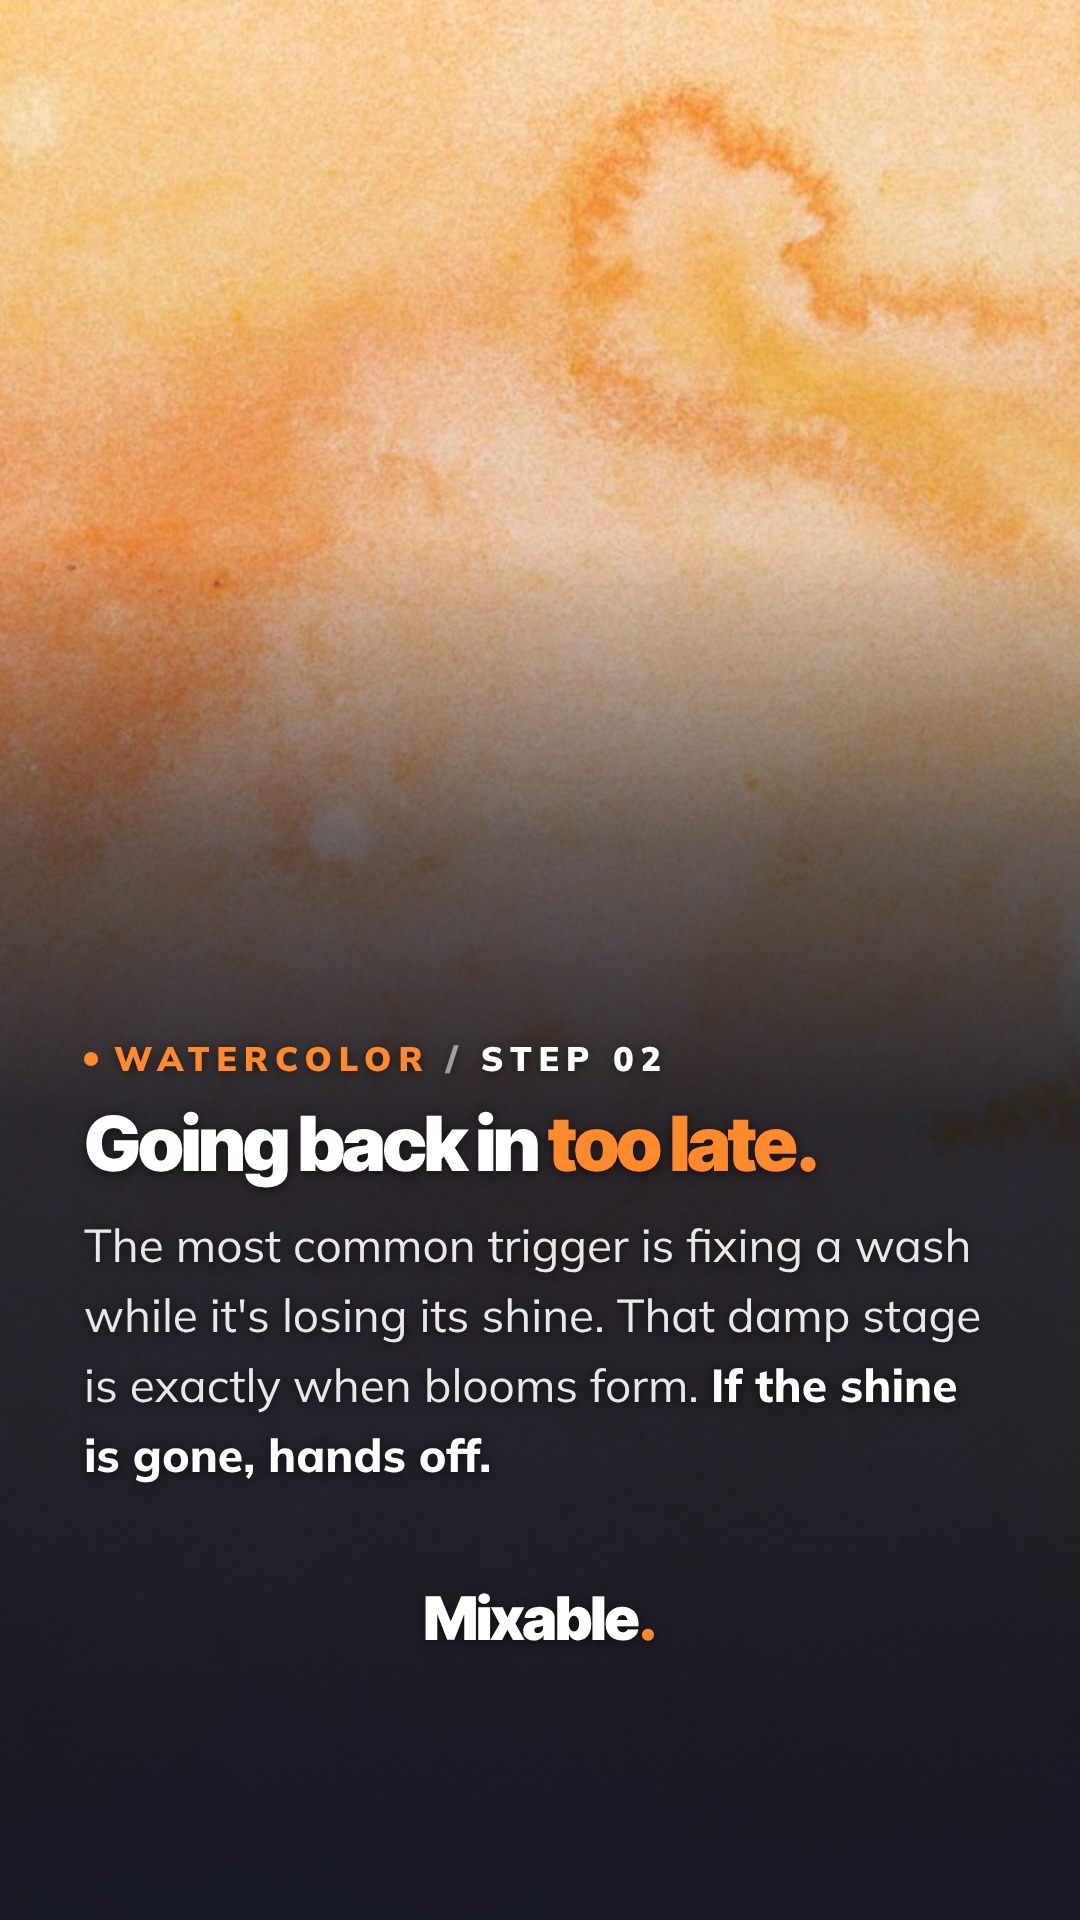 • WATERCOLOR / STEP 02
Going back in too late.
The most common trigger is fixing a wash
while it's losing its shine. That damp stage
is exactly when blooms form. If the shine
is gone, hands off.
Mixable.